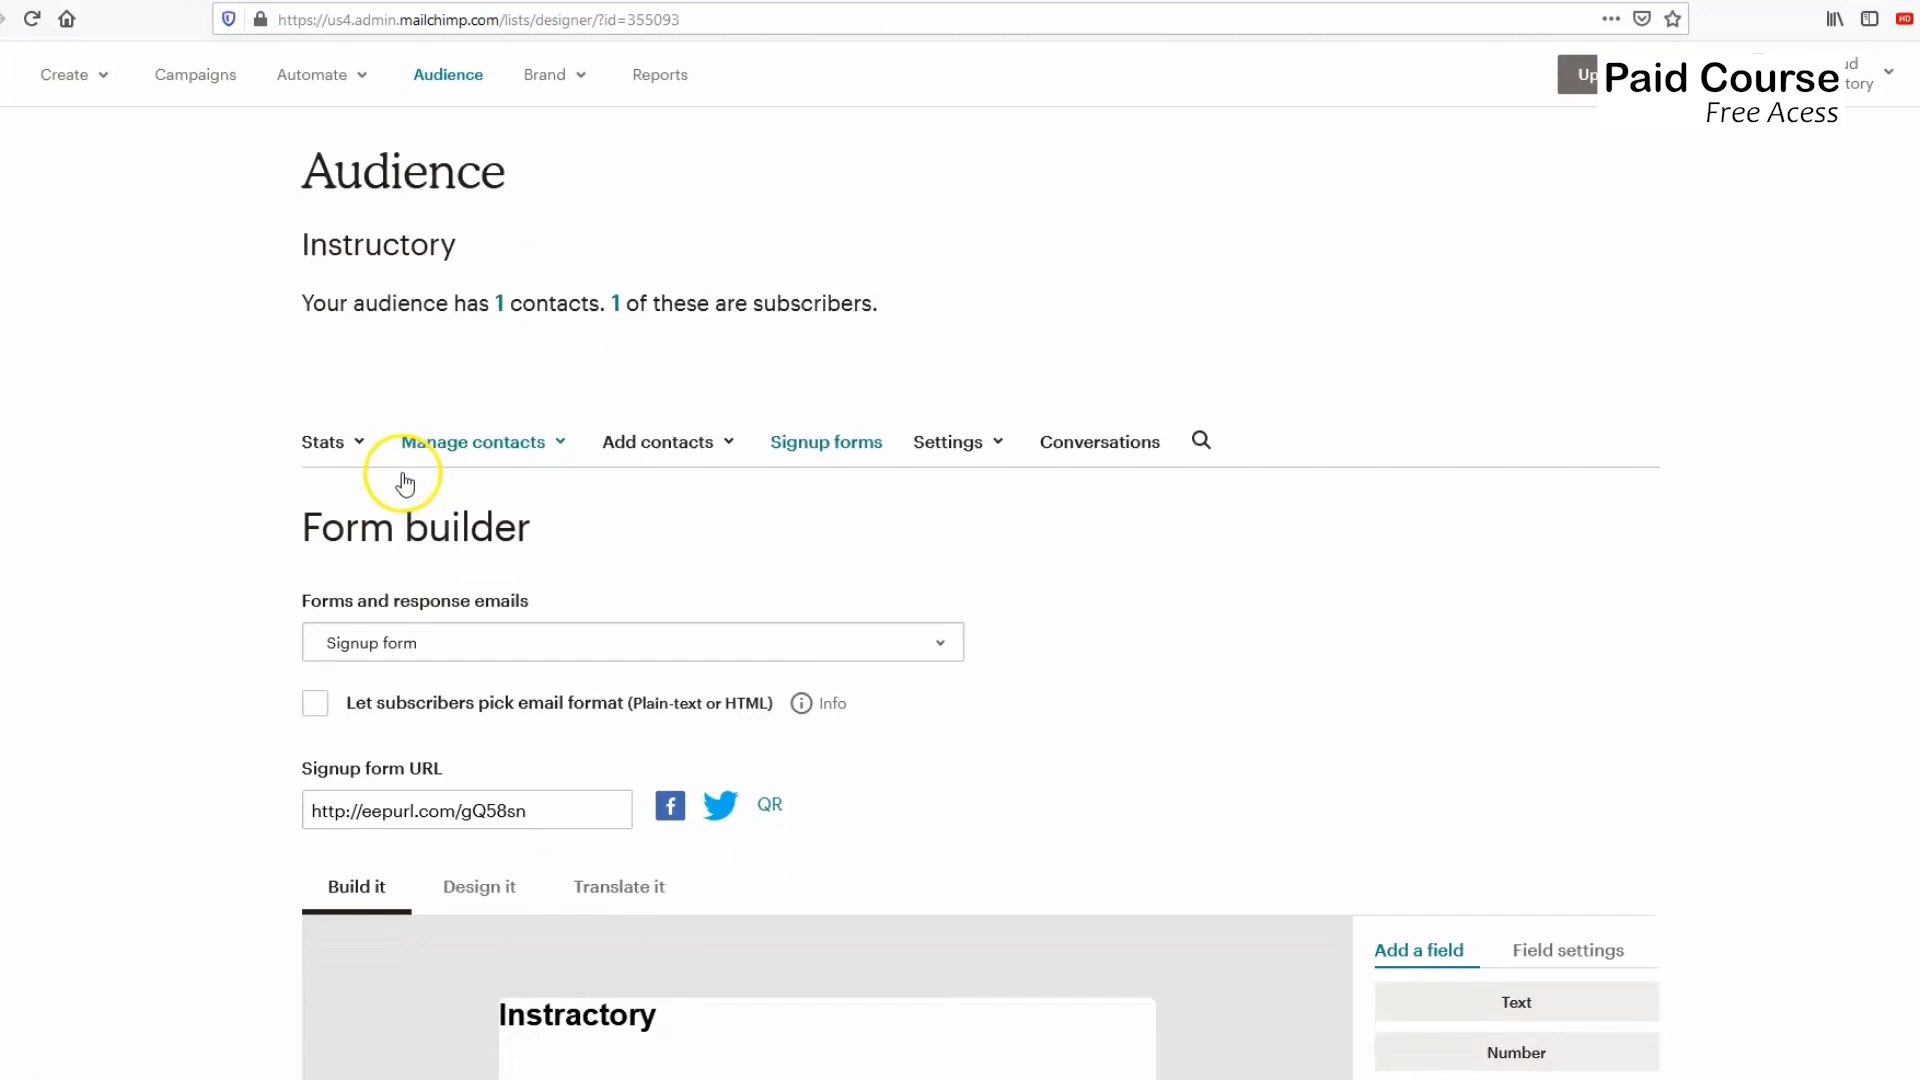 https://us4.admin.mailchimp.com/lists/designer/?id=355093
HD
Create Campaigns Automate Audience Brand Reports
Up
Paid Course
Free Acess
ud
tory
Audience
Instructory
Your audience has 1 contacts. 1 of these are subscribers.
Stats Manage contacts Add contacts Signup forms Settings Conversations
Form builder
Forms and response emails
Signup form
Let subscribers pick email format (Plain-text or HTML) Info
Signup form URL
http://eepurl.com/gQ58sn QR
Build it Design it Translate it
Add a field Field settings
Text
Instractory
Number